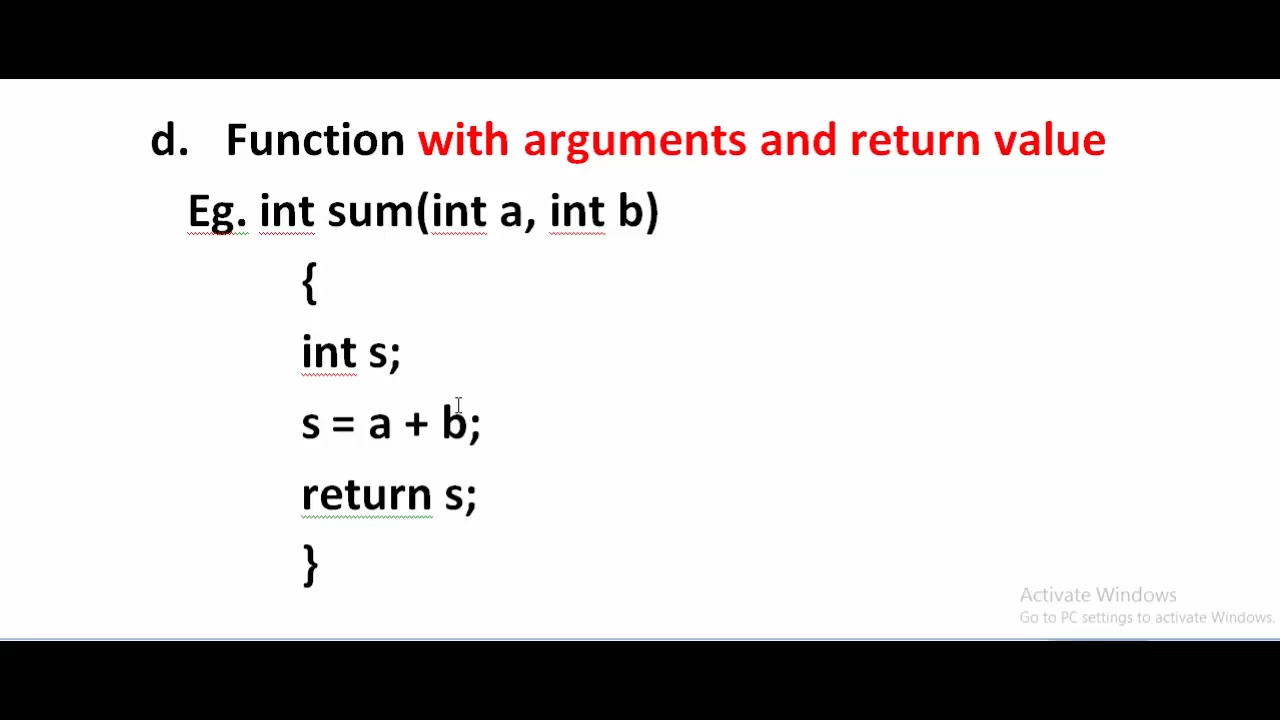 d. Function with arguments and return value
Eg. int sum(int a, int b)
{
int s;
s = a + b;
return s;
}
Activate Windows
Go to PC settings to activate Windows.